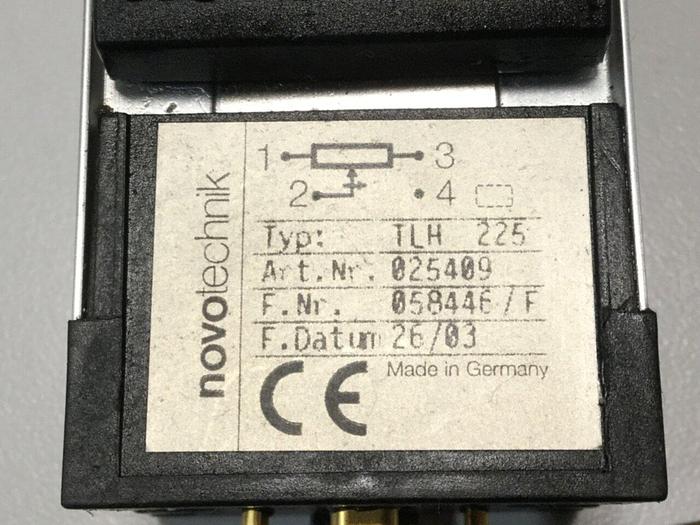 novotechnik
1 3
2 4
Typ: TLH 225
Art.Nr. 025409
F.Nr. 058446/F
F.Datum 26/03
CE Made in Germany